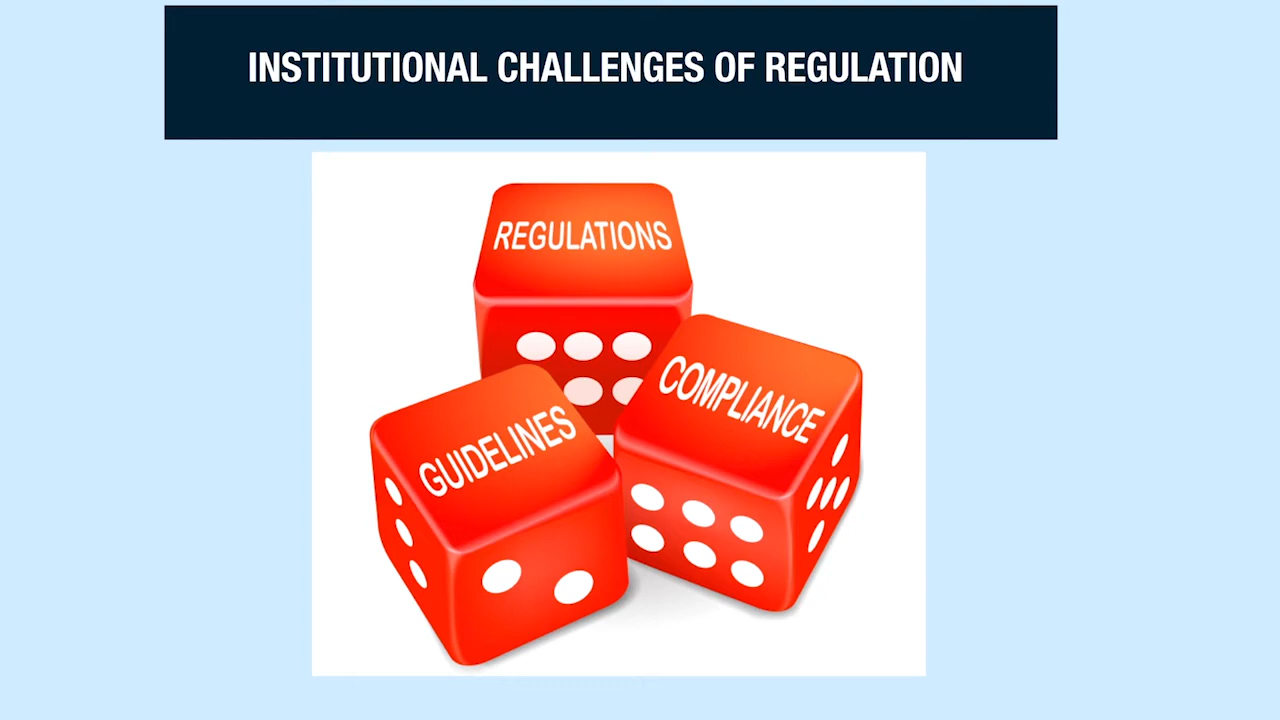 INSTITUTIONAL CHALLENGES OF REGULATION
REGULATIONS
COMPLIANCE
GUIDELINES